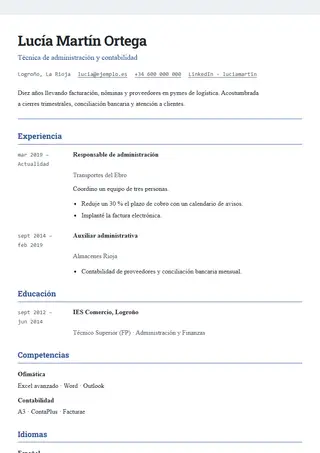 Lucía Martín Ortega
Técnica de administración y contabilidad
Logroño, La Rioja lucia@ejemplo.es +34 600 000 000 LinkedIn · luciamartin
Diez años llevando facturación, nóminas y proveedores en pymes de logística. Acostumbrada
a cierres trimestrales, conciliación bancaria y atención a clientes.
Experiencia
mar 2019 – Responsable de administración
Actualidad
Transportes del Ebro
Coordino un equipo de tres personas.
• Reduje un 30 % el plazo de cobro con un calendario de avisos.
• Implanté la factura electrónica.
sept 2014 – Auxiliar administrativa
feb 2019
Almacenes Rioja
• Contabilidad de proveedores y conciliación bancaria mensual.
Educación
sept 2012 – IES Comercio, Logroño
jun 2014
Técnico Superior (FP) · Administración y Finanzas
Competencias
Ofimática
Excel avanzado · Word · Outlook
Contabilidad
A3 · ContaPlus · Facturae
Idiomas